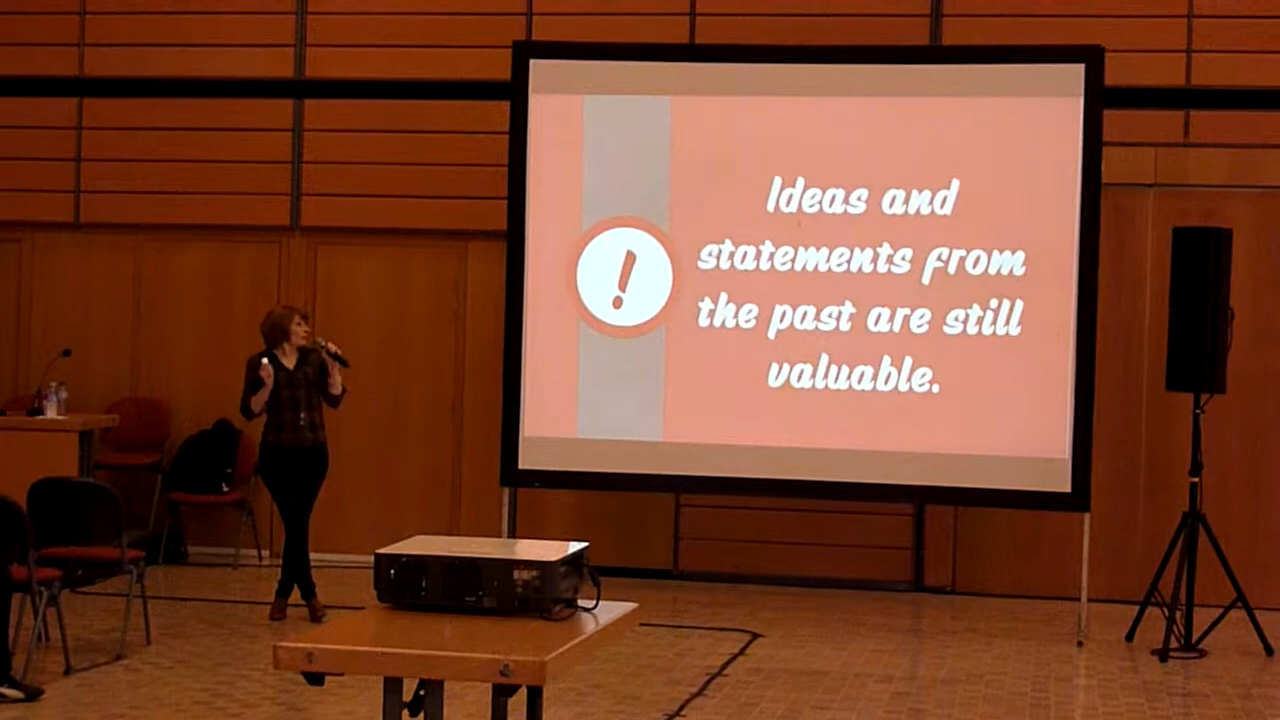 !
Ideas and
statements from
the past are still
valuable.